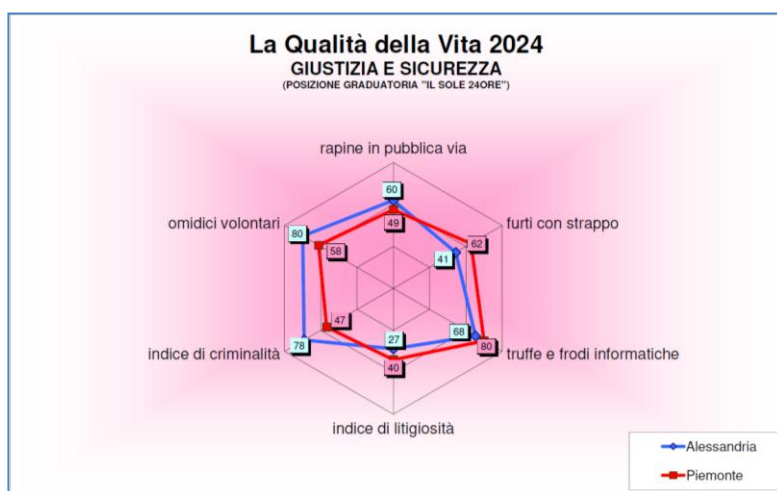 La Qualità della Vita 2024
GIUSTIZIA E SICUREZZA
(POSIZIONE GRADUATORIA "IL SOLE 24ORE")
rapine in pubblica via
60
49
omidici volontari
furti con strappo
80
58
62
41
47
78
27
68
80
40
indice di criminalità
truffe e frodi informatiche
indice di litigiosità
Alessandria
Piemonte